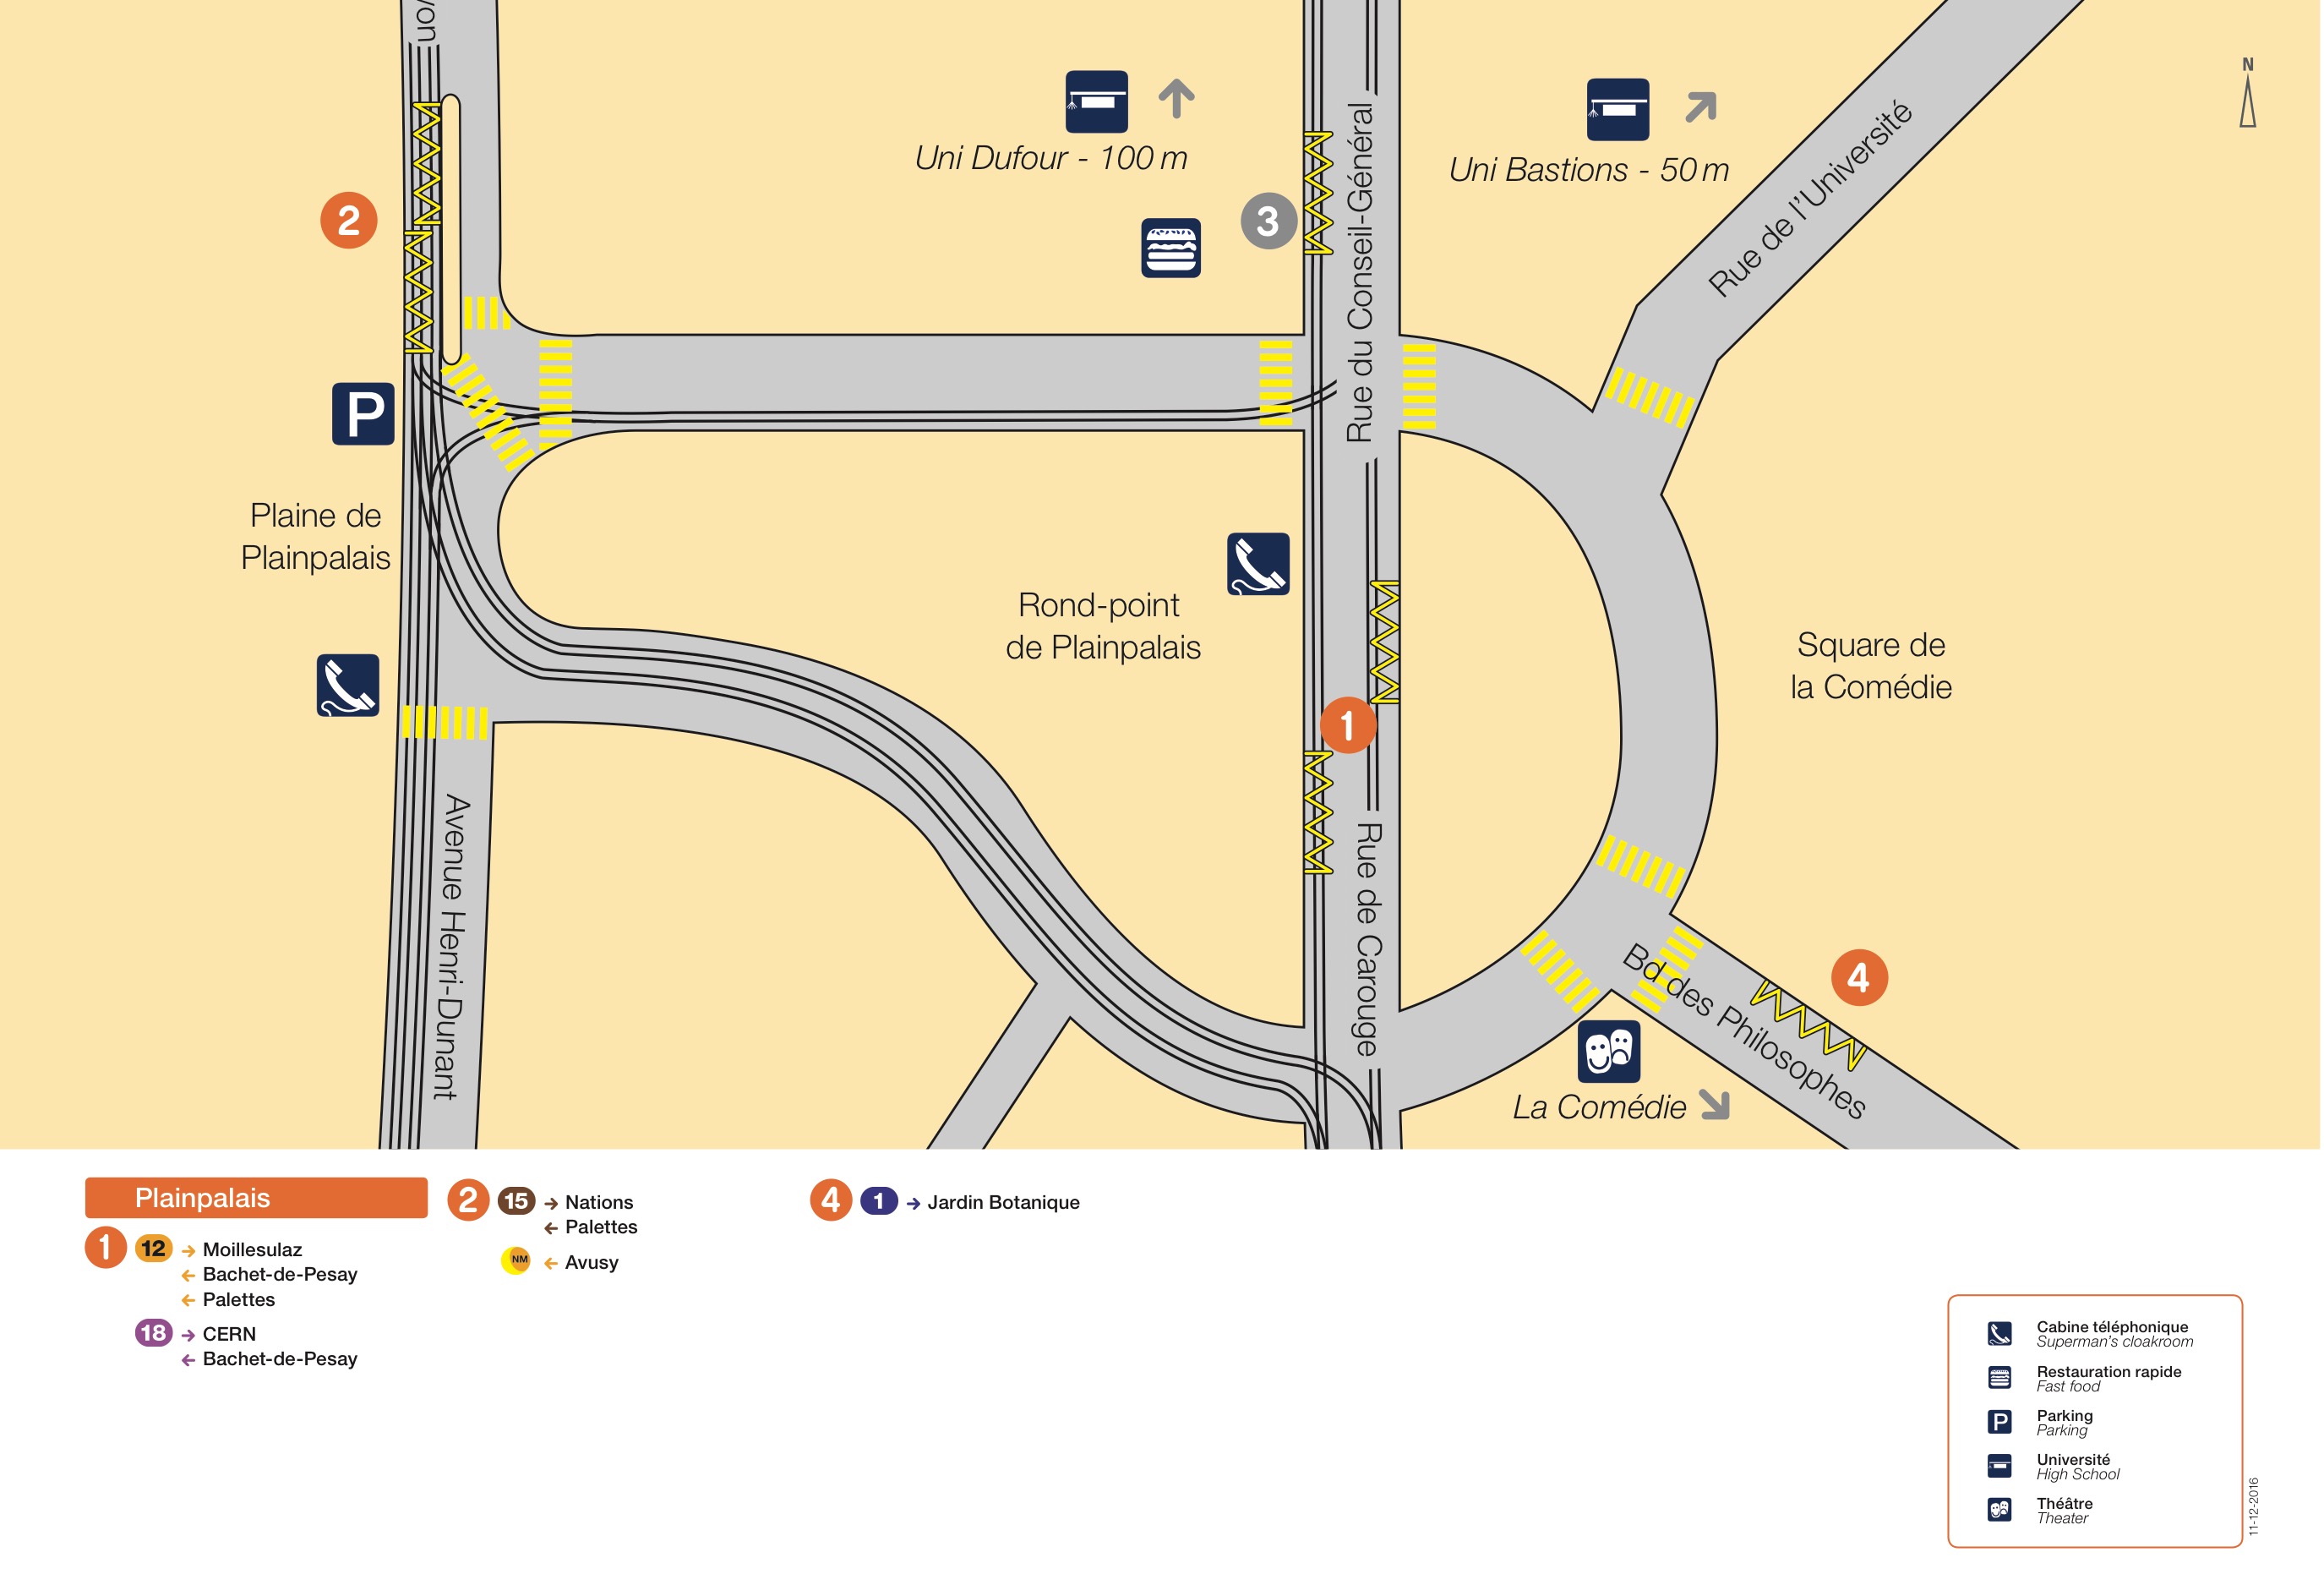 N
Uni Dufour - 100 m
Uni Bastions - 50 m
Rue du Conseil-Général
Rue de l'Université
2
3
P
Plaine de
Plainpalais
Rond-point
de Plainpalais
Square de
la Comédie
1
Avenue Henri-Dunant
Rue de Carouge
Bd des Philosophes
4
La Comédie
Plainpalais
1 12 → Moillesulaz
← Bachet-de-Pesay
← Palettes
18 → CERN
← Bachet-de-Pesay
2 15 → Nations
← Palettes
NM ← Avusy
4 1 → Jardin Botanique
Cabine téléphonique
Superman's cloakroom
Restauration rapide
Fast food
P Parking
Parking
Université
High School
Théâtre
Theater
11-12-2016